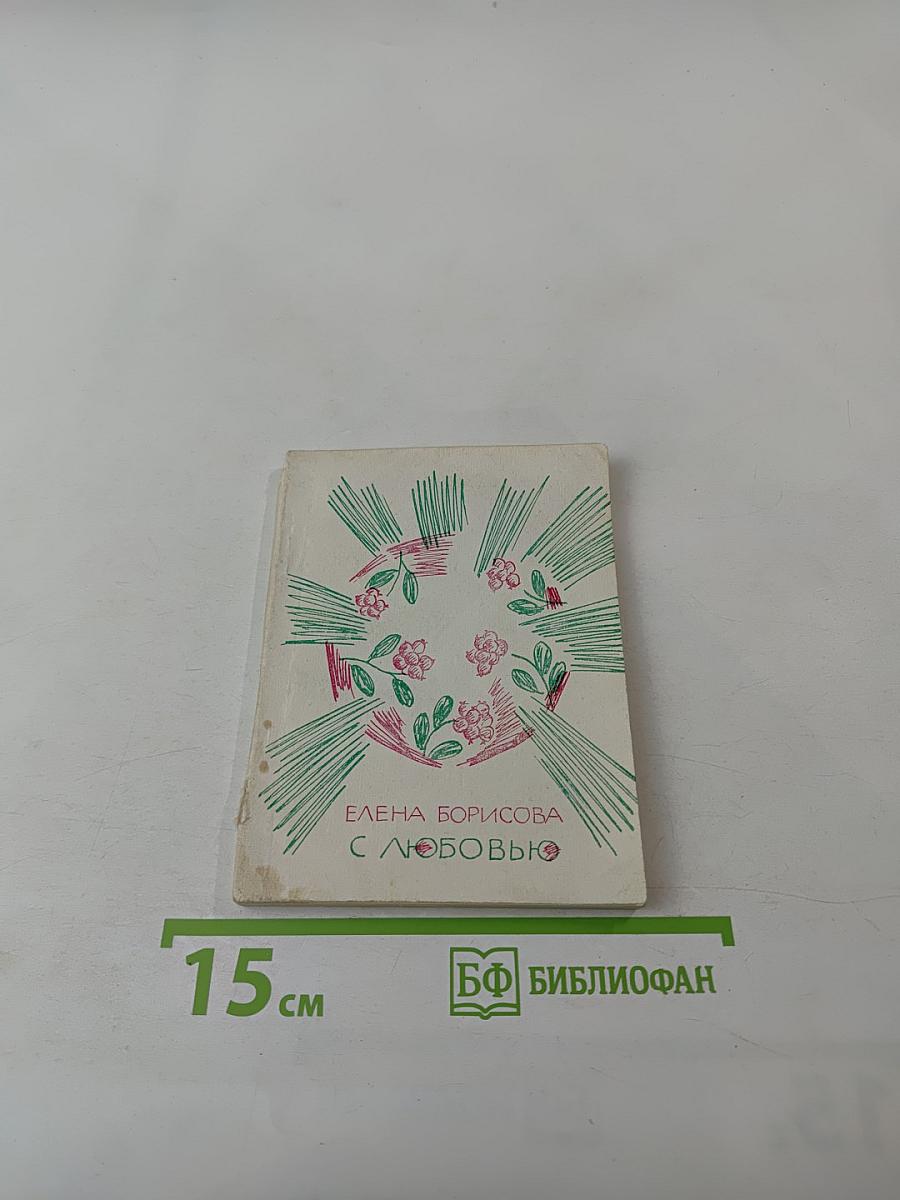 ЕЛЕНА БОРИСОВА
С ЛЮБОВЬЮ
15 см
БФ БИБЛИОФАН